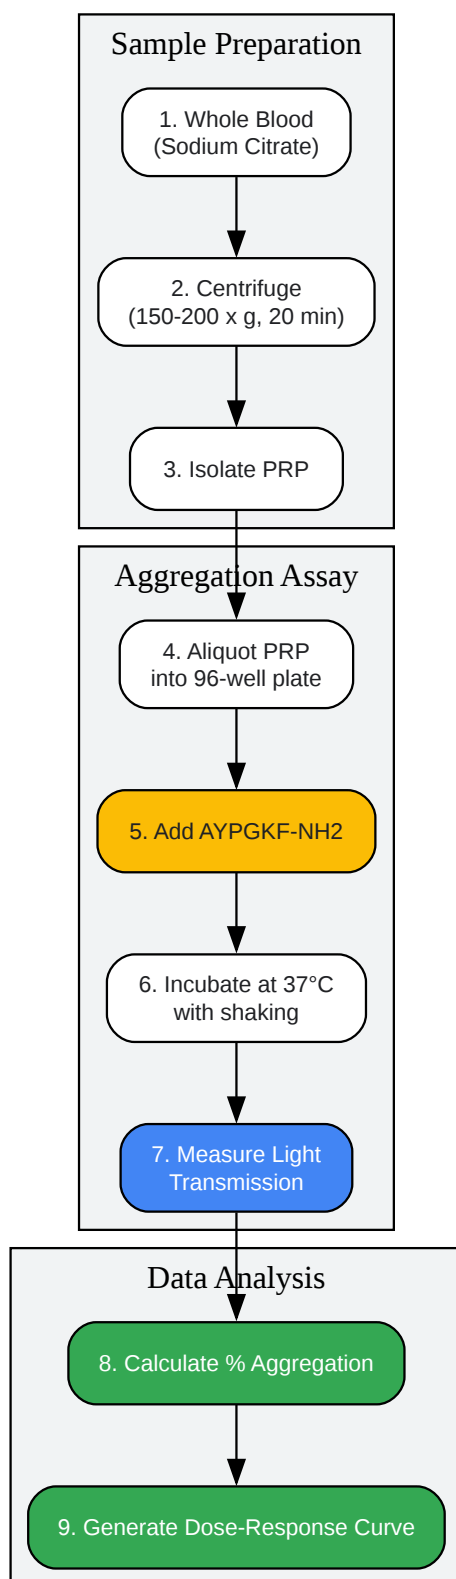 Sample Preparation
1. Whole Blood
(Sodium Citrate)
2. Centrifuge
(150-200 x g, 20 min)
3. Isolate PRP
Aggregation Assay
4. Aliquot PRP
into 96-well plate
5. Add AYPGKF-NH2
6. Incubate at 37°C
with shaking
7. Measure Light
Transmission
Data Analysis
8. Calculate % Aggregation
9. Generate Dose-Response Curve